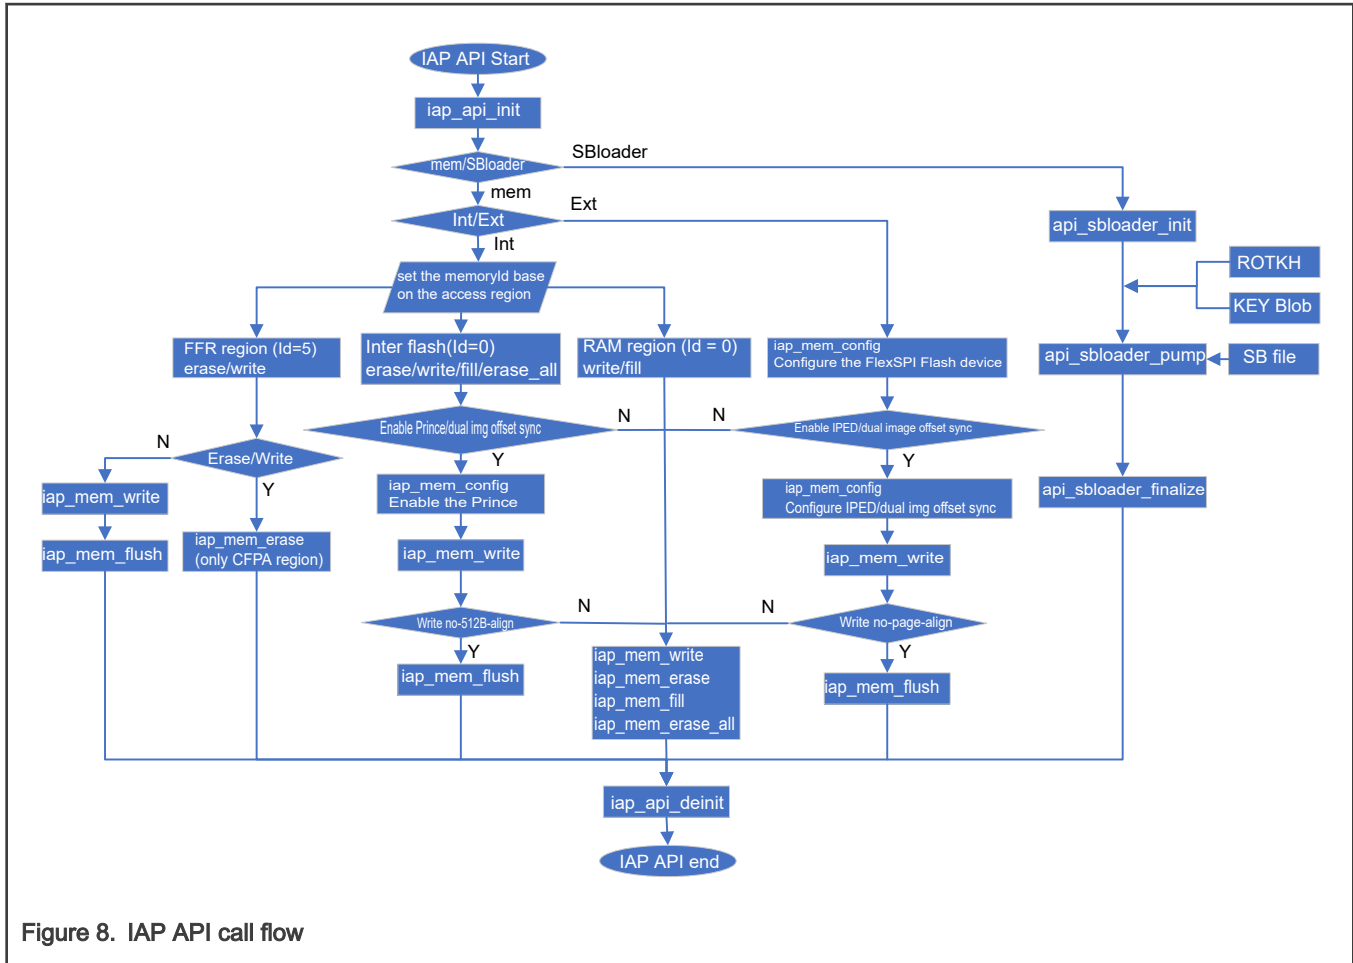 IAP API Start
iap_api_init
SBloader
mem/SBloader
mem
Ext
Int/Ext
Int
api_sbloader_init
set the memoryId base
on the access region
ROTKH
KEY Blob
FFR region (Id=5)
erase/write
Inter flash(Id=0)
erase/write/fill/erase_all
RAM region (Id = 0)
write/fill
iap_mem_config
Configure the FlexSPI Flash device
api_sbloader_pump
SB file
Enable Prince/dual img offset sync
N
N
Enable IPED/dual image offset sync
N
Erase/Write
Y
Y
Y
iap_mem_write
iap_mem_config
Enable the Prince
iap_mem_config
Configure IPED/dual img offset sync
api_sbloader_finalize
iap_mem_flush
iap_mem_erase
(only CFPA region)
iap_mem_write
iap_mem_write
N
N
Write no-512B-align
Write no-page-align
Y
Y
iap_mem_flush
iap_mem_write
iap_mem_erase
iap_mem_fill
iap_mem_erase_all
iap_mem_flush
iap_api_deinit
IAP API end
Figure 8. IAP API call flow